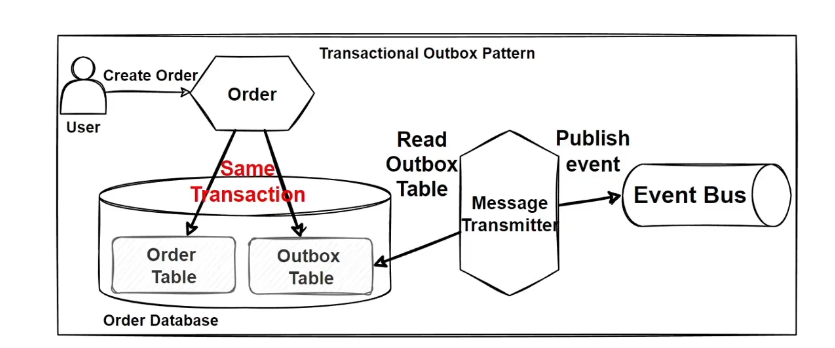 Transactional Outbox Pattern
Create Order
User
Order
Same
Transaction
Order
Table
Outbox
Table
Order Database
Read
Outbox
Table
Message
Transmitter
Publish
event
Event Bus